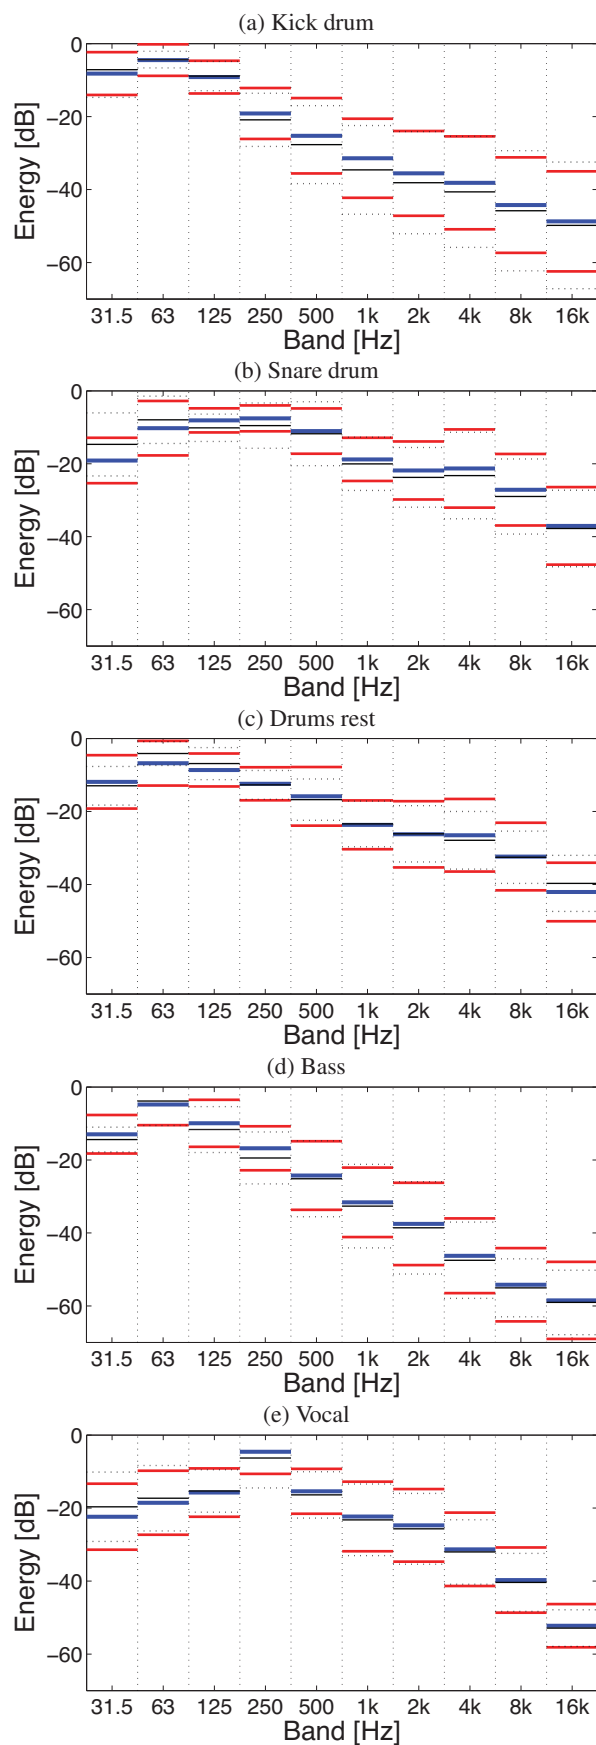 (a) Kick drum
0
−20
−40
−60
Energy [dB]
31.5 63 125 250 500 1k 2k 4k 8k 16k
Band [Hz]
(b) Snare drum
0
−20
−40
−60
Energy [dB]
31.5 63 125 250 500 1k 2k 4k 8k 16k
Band [Hz]
(c) Drums rest
0
−20
−40
−60
Energy [dB]
31.5 63 125 250 500 1k 2k 4k 8k 16k
Band [Hz]
(d) Bass
0
−20
−40
−60
Energy [dB]
31.5 63 125 250 500 1k 2k 4k 8k 16k
Band [Hz]
(e) Vocal
0
−20
−40
−60
Energy [dB]
31.5 63 125 250 500 1k 2k 4k 8k 16k
Band [Hz]